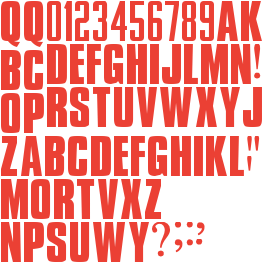 QQ0123456789AK
BCDEFGHIJLMN!
OPRSTUVWXYJ
ZABCDEFGHIKL"
MORTVXZ
NPSUWY?;:,